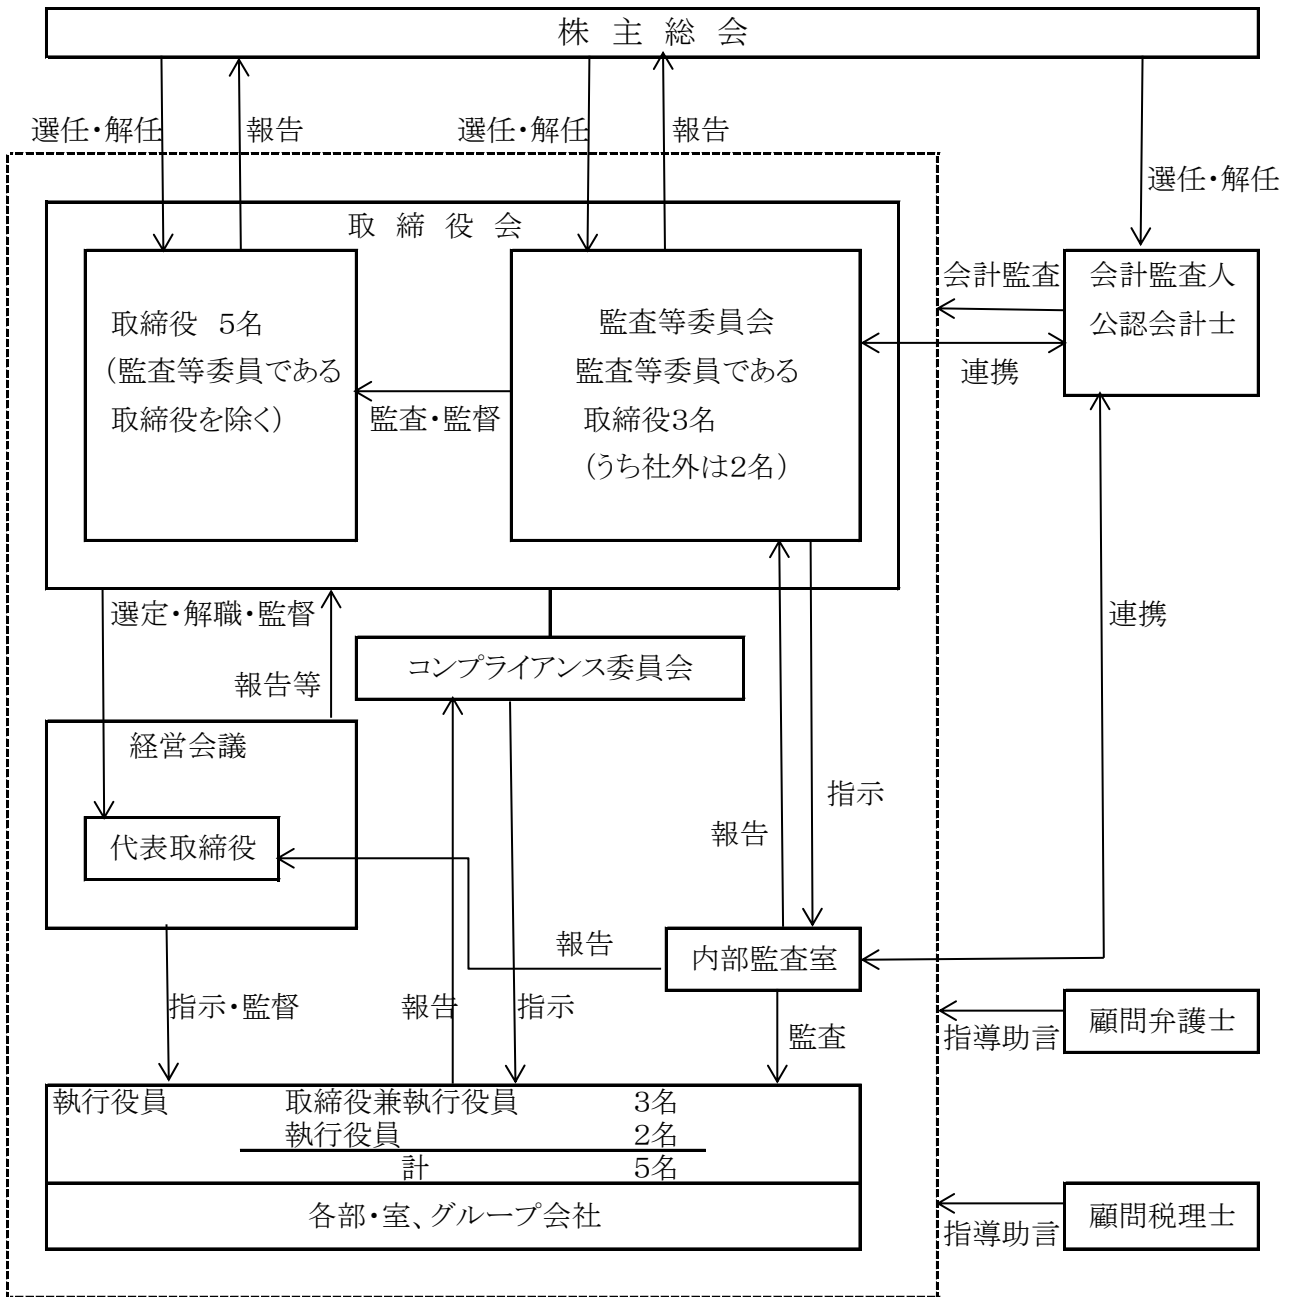 株 主 総 会
選任・解任
報告
選任・解任
報告
選任・解任
取 締 役 会
取締役 5名
(監査等委員である
取締役を除く)
監査・監督
監査等委員会
監査等委員である
取締役3名
(うち社外は2名)
会計監査
連携
会計監査人
公認会計士
選定・解職・監督
報告等
コンプライアンス委員会
連携
経営会議
代表取締役
報告
指示
報告
内部監査室
指示・監督
報告
指示
監査
指導助言
顧問弁護士
執行役員 取締役兼執行役員 3名
執行役員 2名
計 5名
各部・室、グループ会社
指導助言
顧問税理士